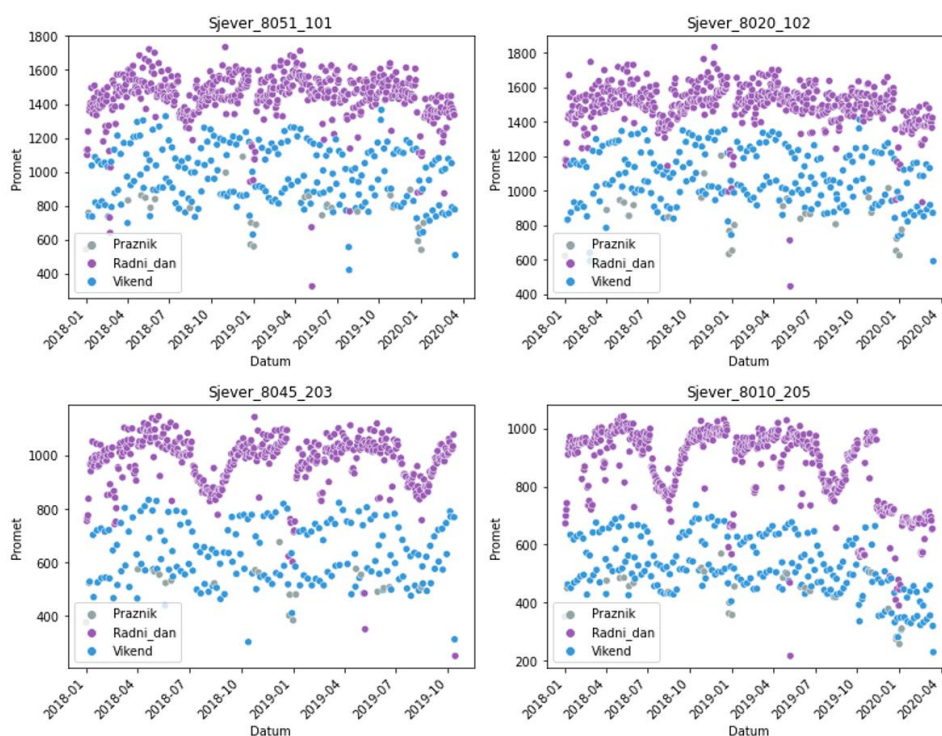 Sjever_8051_101
1800
1600
1400
1200
1000
800
600
400
Promet
Praznik
Radni_dan
Vikend
2018-01
2018-04
2018-07
2018-10
2019-01
2019-04
2019-07
2019-10
2020-01
2020-04
Datum
Sjever_8020_102
1800
1600
1400
1200
1000
800
600
400
Promet
Praznik
Radni_dan
Vikend
2018-01
2018-04
2018-07
2018-10
2019-01
2019-04
2019-07
2019-10
2020-01
2020-04
Datum
Sjever_8045_203
1000
800
600
400
Promet
Praznik
Radni_dan
Vikend
2018-01
2018-04
2018-07
2018-10
2019-01
2019-04
2019-07
2019-10
Datum
Sjever_8010_205
1000
800
600
400
200
Promet
Praznik
Radni_dan
Vikend
2018-01
2018-04
2018-07
2018-10
2019-01
2019-04
2019-07
2019-10
2020-01
2020-04
Datum